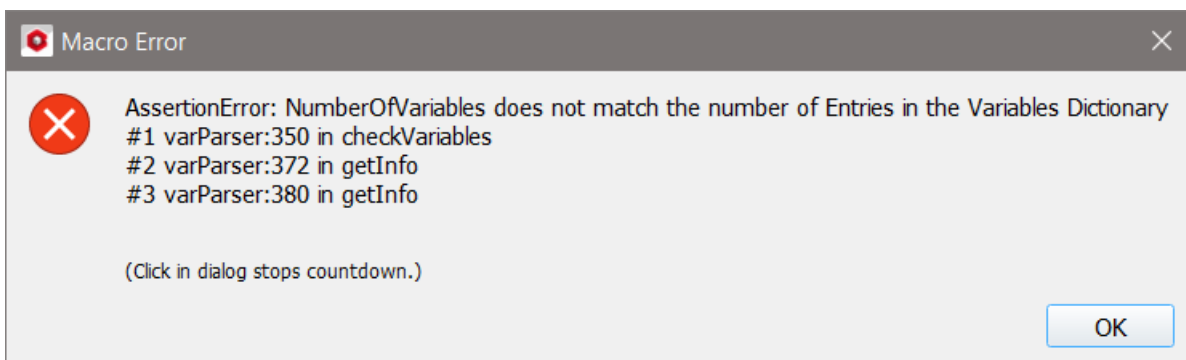 Macro Error
AssertionError: NumberOfVariables does not match the number of Entries in the Variables Dictionary
#1 varParser:350 in checkVariables
#2 varParser:372 in getInfo
#3 varParser:380 in getInfo
(Click in dialog stops countdown.)
OK